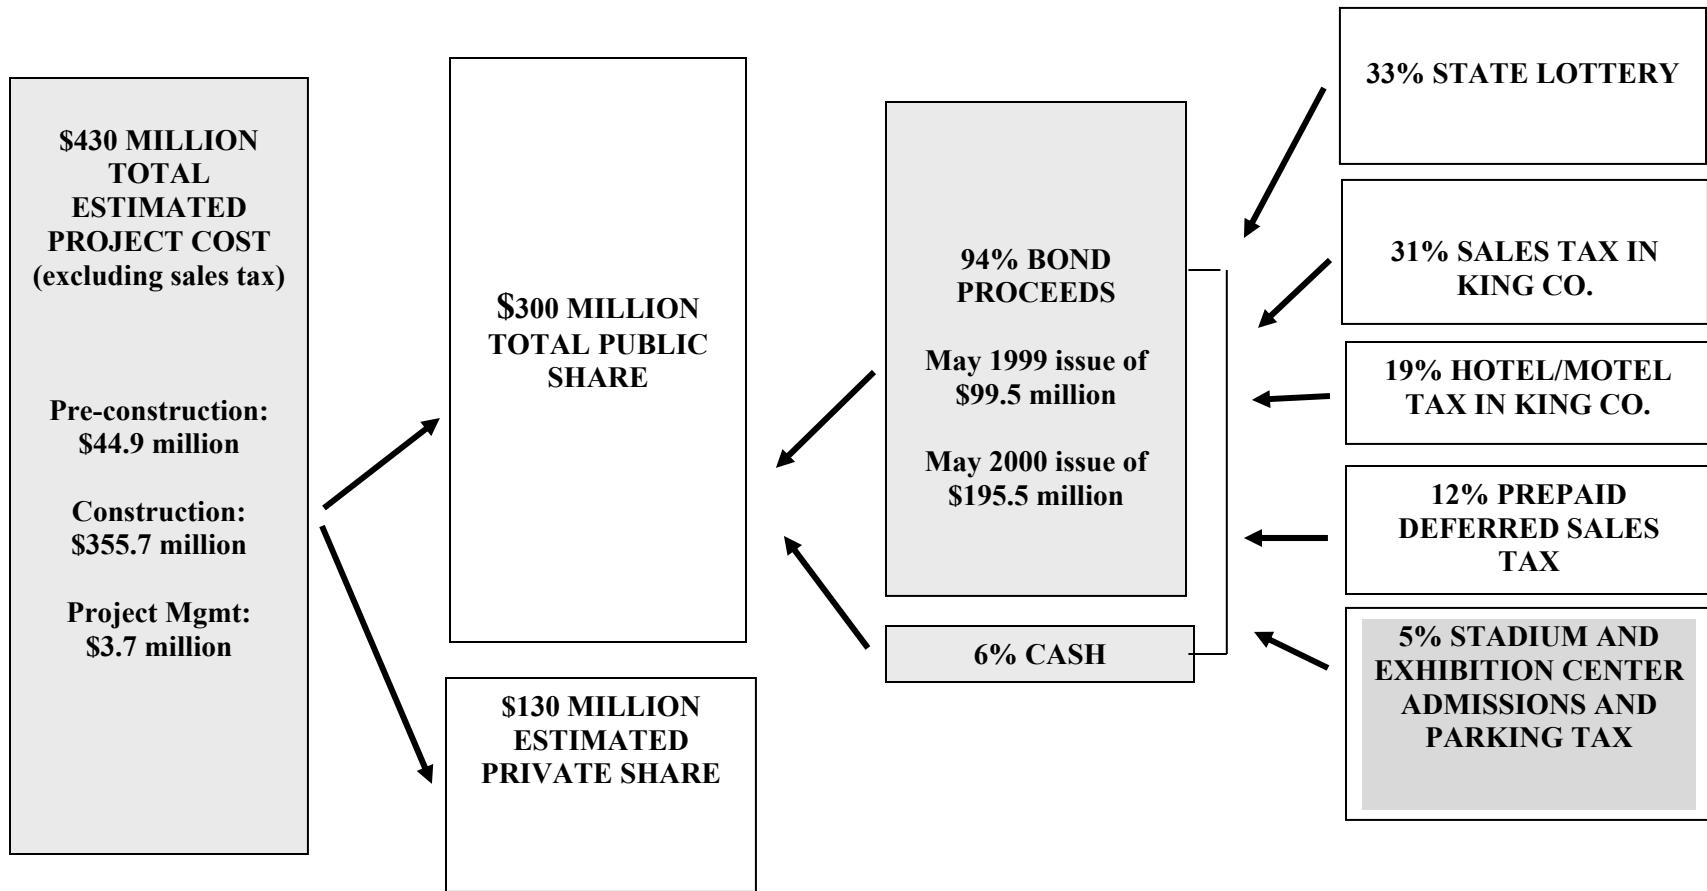 $430 MILLION
TOTAL
ESTIMATED
PROJECT COST
(excluding sales tax)
Pre-construction:
$44.9 million
Construction:
$355.7 million
Project Mgmt:
$3.7 million
$300 MILLION
TOTAL PUBLIC
SHARE
$130 MILLION
ESTIMATED
PRIVATE SHARE
94% BOND
PROCEEDS
May 1999 issue of
$99.5 million
May 2000 issue of
$195.5 million
6% CASH
33% STATE LOTTERY
31% SALES TAX IN
KING CO.
19% HOTEL/MOTEL
TAX IN KING CO.
12% PREPAID
DEFERRED SALES
TAX
5% STADIUM AND
EXHIBITION CENTER
ADMISSIONS AND
PARKING TAX